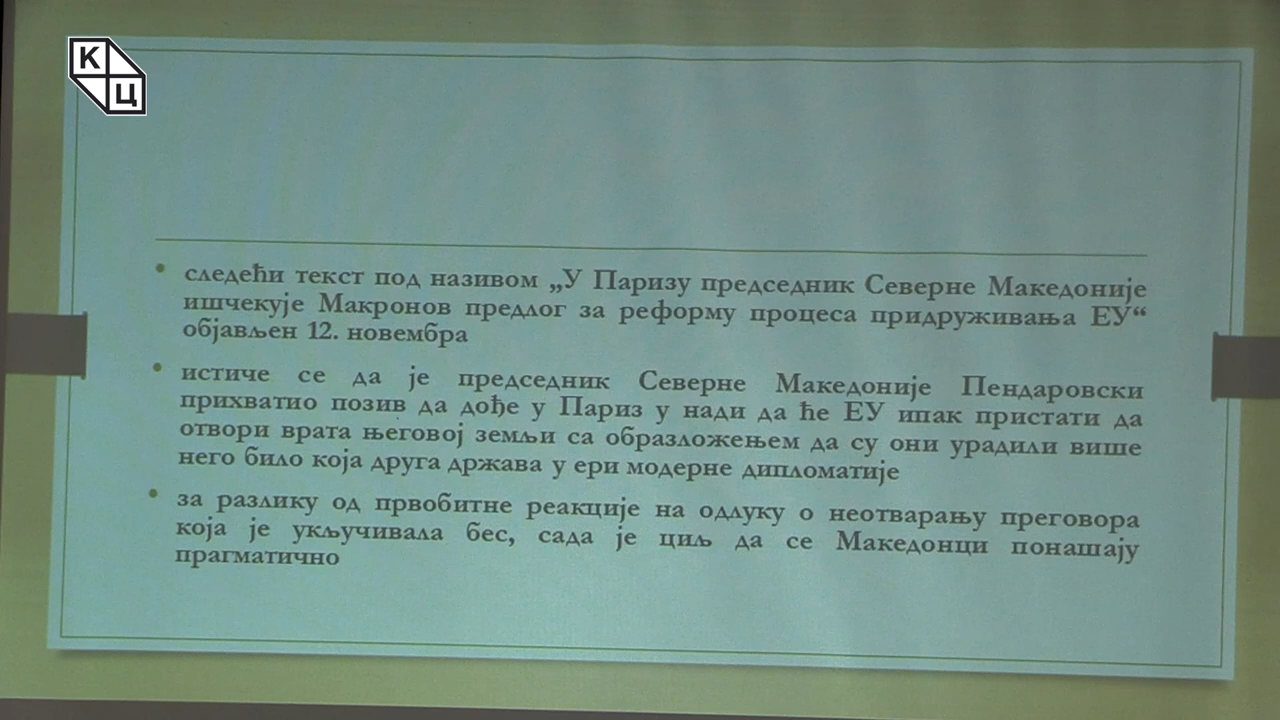 К
Ц
следећи текст под називом „У Паризу председник Северне Македоније
ишчекује Макронов предлог за реформу процеса придруживања ЕУ“
објављен 12. новембра
истиче се да је председник Северне Македоније Пендаровски
прихватио позив да дође у Париз у нади да ће ЕУ ипак пристати да
отвори врата његовој земљи са образложењем да су они урадили више
него било која друга држава у ери модерне дипломатије
за разлику од првобитне реакције на одлуку о неотварању преговора
која је укључивала бес, сада је циљ да се Македонци понашају
прагматично